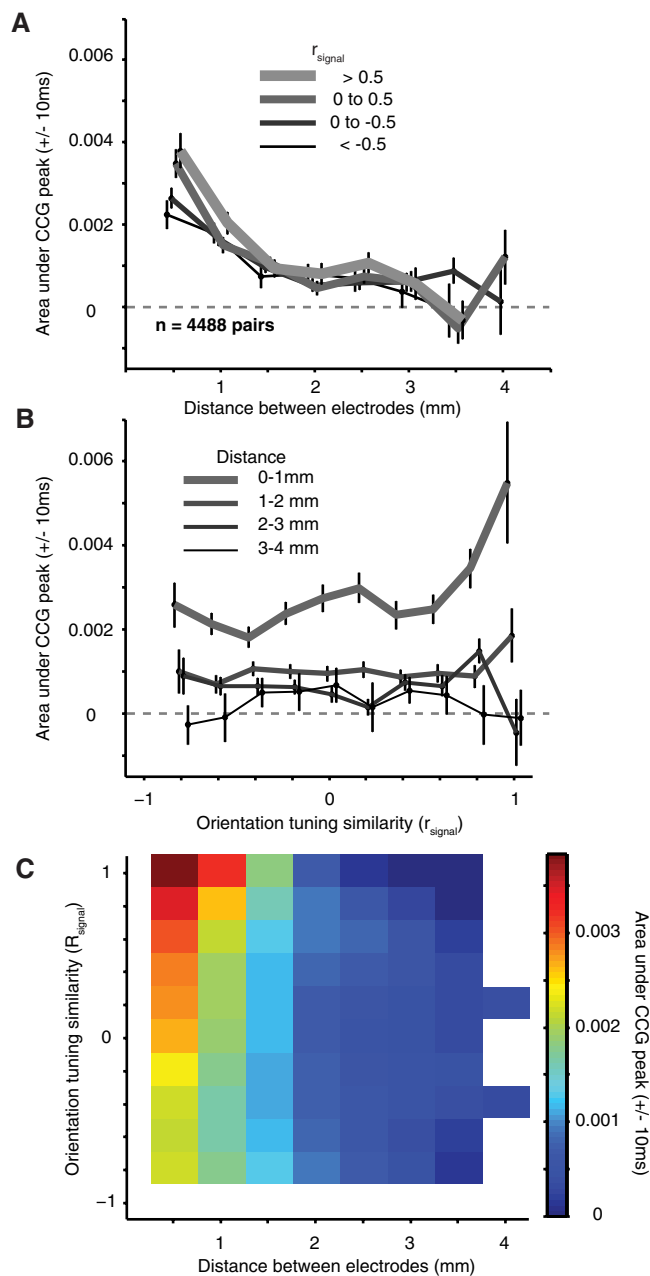 A
r_signal
> 0.5
0 to 0.5
0 to -0.5
< -0.5
0.006
0.004
0.002
0
Area under CCG peak (+/- 10ms)
n = 4488 pairs
1 2 3 4
Distance between electrodes (mm)
B
Distance
0-1mm
1-2 mm
2-3 mm
3-4 mm
0.006
0.004
0.002
0
Area under CCG peak (+/- 10ms)
−1 0 1
Orientation tuning similarity (r_signal)
C
1
0
−1
Orientation tuning similarity (R_signal)
1 2 3 4
Distance between electrodes (mm)
0.003
0.002
0.001
0
Area under CCG peak (+/- 10ms)